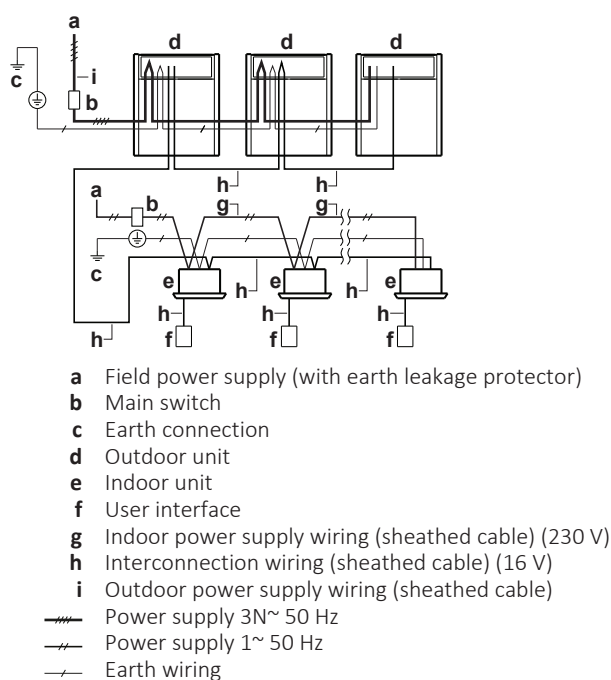 a
d d d
c
i
b
h h
a
b g g
c
e e e
h h
h h h
h
f f f
a Field power supply (with earth leakage protector)
b Main switch
c Earth connection
d Outdoor unit
e Indoor unit
f User interface
g Indoor power supply wiring (sheathed cable) (230 V)
h Interconnection wiring (sheathed cable) (16 V)
i Outdoor power supply wiring (sheathed cable)
Power supply 3N~ 50 Hz
Power supply 1~ 50 Hz
Earth wiring